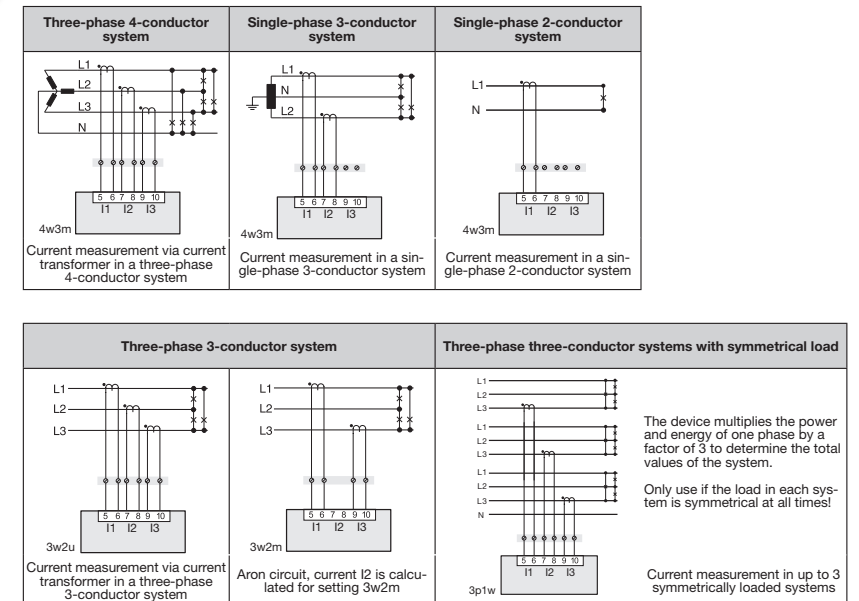 Three-phase 4-conductor
system
Single-phase 3-conductor
system
Single-phase 2-conductor
system
L1
L2
L3
N
5 6 7 8 9 10
I1 I2 I3
4w3m
Current measurement via current
transformer in a three-phase
4-conductor system
L1
N
L2
5 6 7 8 9 10
I1 I2 I3
4w3m
Current measurement in a sin-
gle-phase 3-conductor system
L1
N
5 6 7 8 9 10
I1 I2 I3
4w3m
Current measurement in a sin-
gle-phase 2-conductor system
Three-phase 3-conductor system
Three-phase three-conductor systems with symmetrical load
L1
L2
L3
5 6 7 8 9 10
I1 I2 I3
3w2u
Current measurement via current
transformer in a three-phase
3-conductor system
L1
L2
L3
5 6 7 8 9 10
I1 I2 I3
3w2m
Aron circuit, current I2 is calcu-
lated for setting 3w2m
L1
L2
L3
L1
L2
L3
L1
L2
L3
N
5 6 7 8 9 10
I1 I2 I3
3p1w
The device multiplies the power
and energy of one phase by a
factor of 3 to determine the total
values of the system.
Only use if the load in each sys-
tem is symmetrical at all times!
Current measurement in up to 3
symmetrically loaded systems